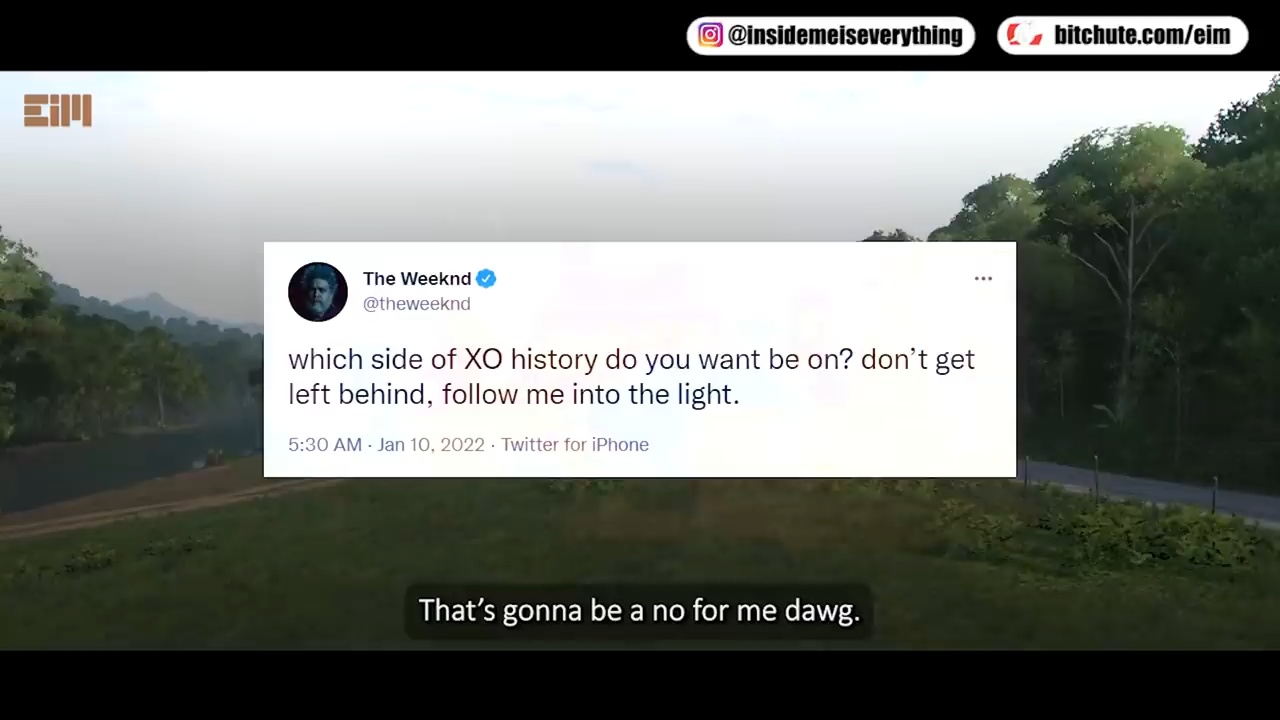 @insidemeiseverything
bitchute.com/eim
EiM
The Weeknd
@theweeknd
which side of XO history do you want be on? don’t get
left behind, follow me into the light.
5:30 AM · Jan 10, 2022 · Twitter for iPhone
That’s gonna be a no for me dawg.